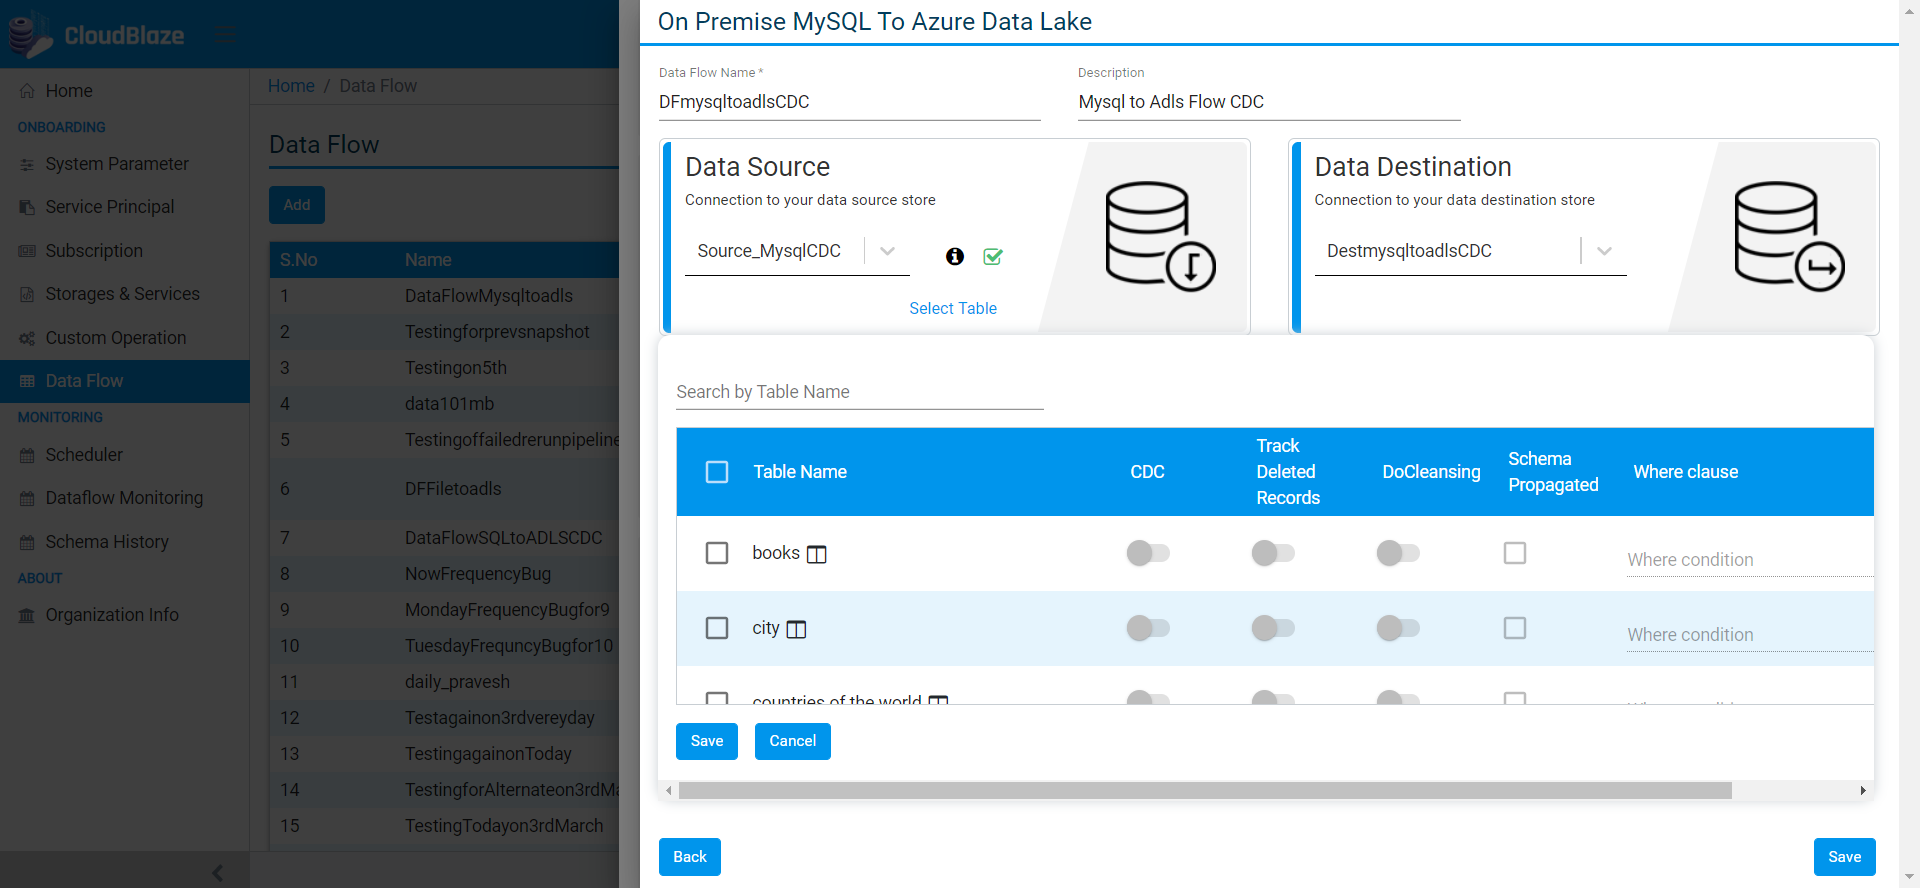 CloudBlaze
Home
ONBOARDING
System Parameter
Service Principal
Subscription
Storages & Services
Custom Operation
Data Flow
MONITORING
Scheduler
Dataflow Monitoring
Schema History
ABOUT
Organization Info
Home / Data Flow
Data Flow
Add
S.No Name
1 DataFlowMysqltoadls
2 Testingforprevsnapshot
3 Testingon5th
4 data101mb
5 Testingoffailedrerunpipeline
6 DFFiletoadls
7 DataFlowSQLtoADLSCDC
8 NowFrequencyBug
9 MondayFrequencyBugfor9
10 TuesdayFrequncyBugfor10
11 daily_pravesh
12 Testagainon3rdvereyday
13 TestingagainonToday
14 TestingforAlternateon3rdMa
15 TestingTodayon3rdMarch
On Premise MySQL To Azure Data Lake
Data Flow Name *
DFmysqltoadlsCDC
Description
Mysql to Adls Flow CDC
Data Source
Connection to your data source store
Source_MysqlCDC
Select Table
Data Destination
Connection to your data destination store
DestmysqltoadlsCDC
Search by Table Name
Table Name CDC Track Deleted Records DoCleansing Schema Propagated Where clause
books Where condition
city Where condition
countries of the world
Save Cancel
Back Save